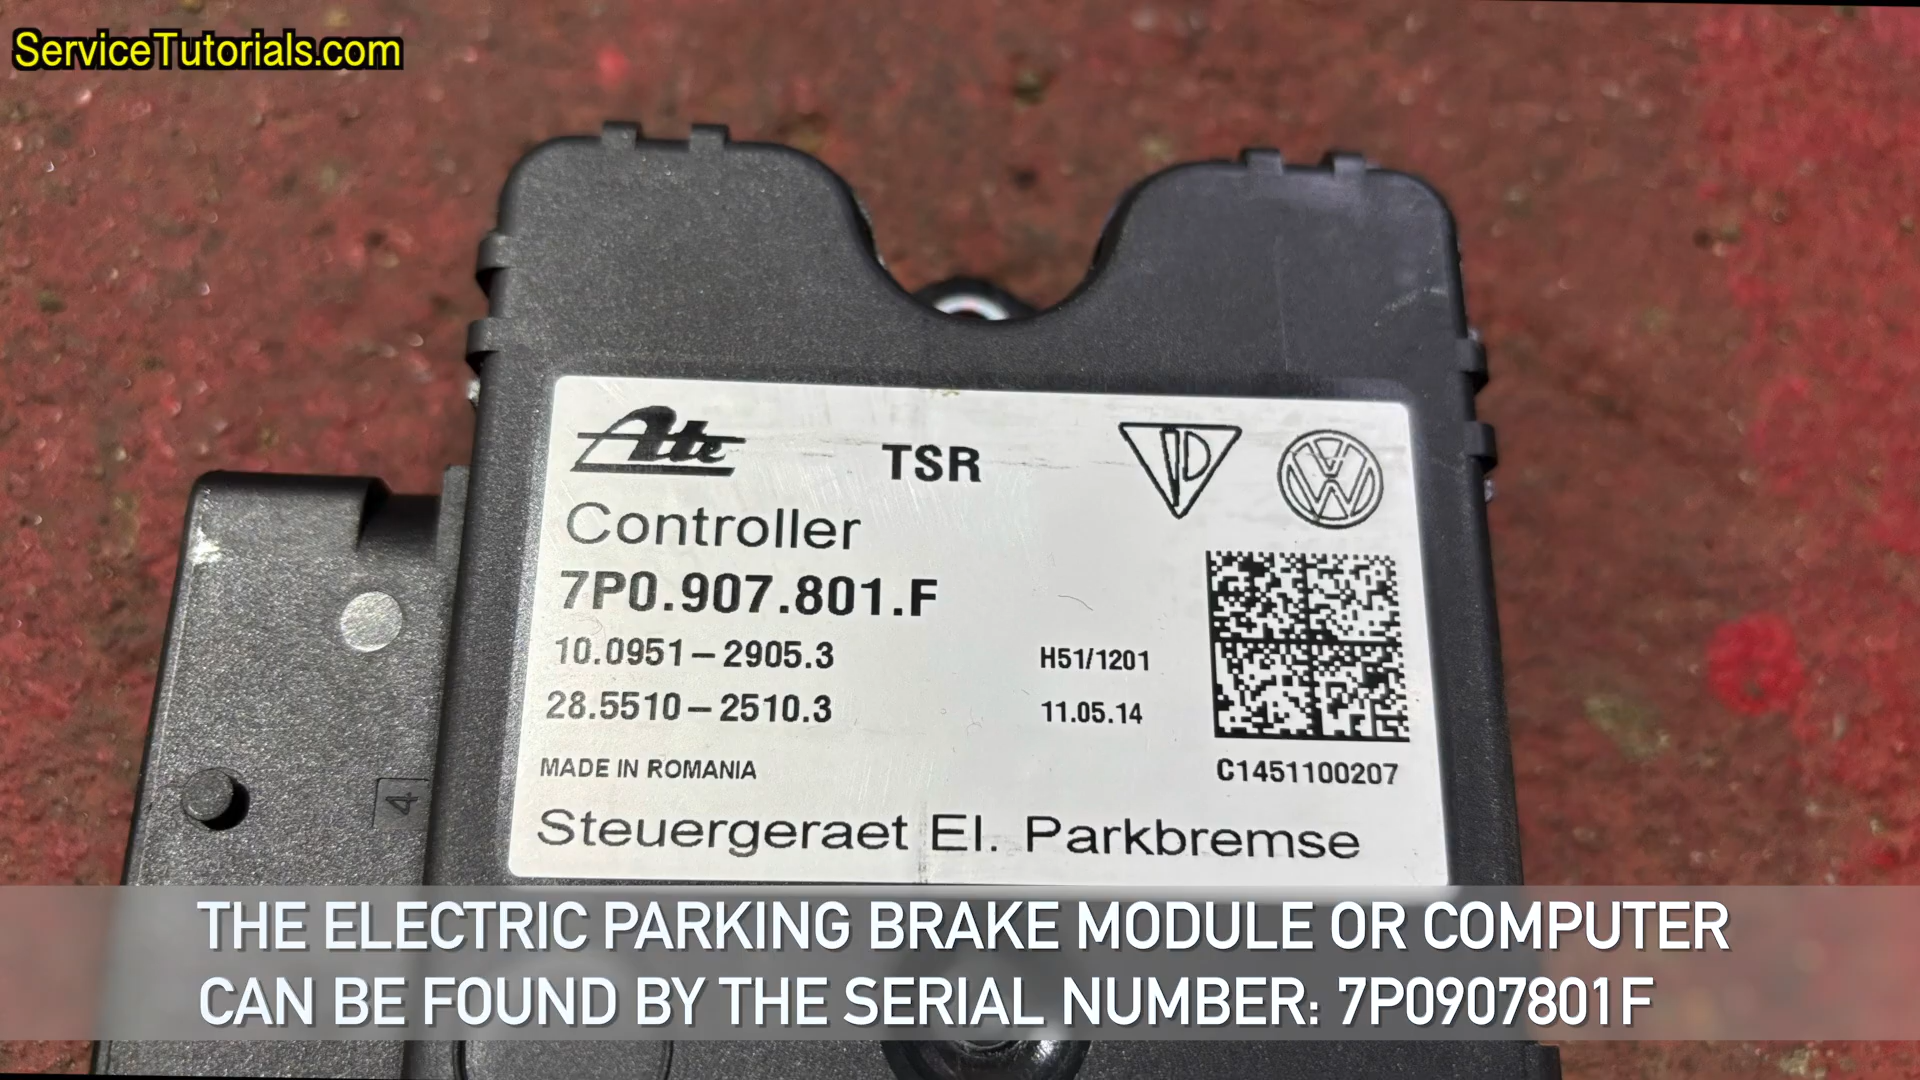 ServiceTutorials.com
Ate TSR
Controller
7P0.907.801.F
10.0951-2905.3 H51/1201
28.5510-2510.3 11.05.14
MADE IN ROMANIA C1451100207
Steuergeraet El. Parkbremse
4
THE ELECTRIC PARKING BRAKE MODULE OR COMPUTER
CAN BE FOUND BY THE SERIAL NUMBER: 7P0907801F